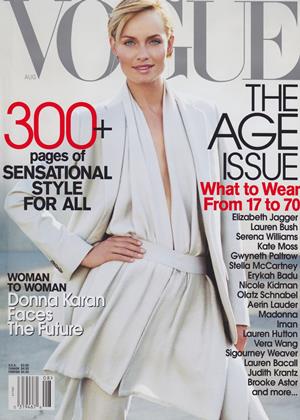 VOGUE
AUG
300+
pages of
SENSATIONAL
STYLE
FOR ALL
WOMAN
TO WOMAN
Donna Karan
Faces
The Future
THE
AGE
ISSUE
What to Wear
From 17 to 70
Elizabeth Jagger
Lauren Bush
Serena Williams
Kate Moss
Gwyneth Paltrow
Stella McCartney
Erykah Badu
Nicole Kidman
Olatz Schnabel
Aerin Lauder
Madonna
Iman
Lauren Hutton
Vera Wang
Sigourney Weaver
Lauren Bacall
Judith Krantz
Brooke Astor
and more!...